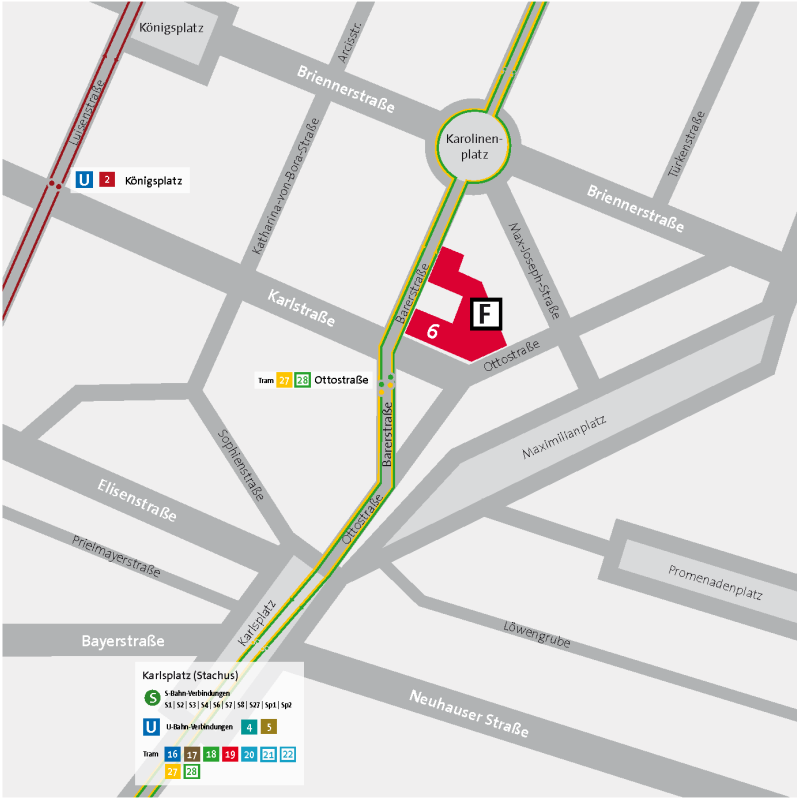 Königsplatz
Arcisstr.
Briennerstraße
Luisenstraße
Karolinen-
platz
Türkenstraße
Katharina-von-Bora-Straße
U 2 Königsplatz
Briennerstraße
Max-Joseph-Straße
Barerstraße
Karlstraße
F
6
Ottostraße
Tram 27 28 Ottostraße
Barerstraße
Maximilianplatz
Sophienstraße
Elisenstraße
Ottostraße
Prielmayerstraße
Promenadenplatz
Karlsplatz
Löwengrube
Bayerstraße
Neuhauser Straße
Karlsplatz (Stachus)
S S-Bahn-Verbindungen
S1 | S2 | S3 | S4 | S6 | S7 | S8 | S27 | Sp1 | Sp2
U U-Bahn-Verbindungen 4 5
Tram 16 17 18 19 20 21 22
27 28